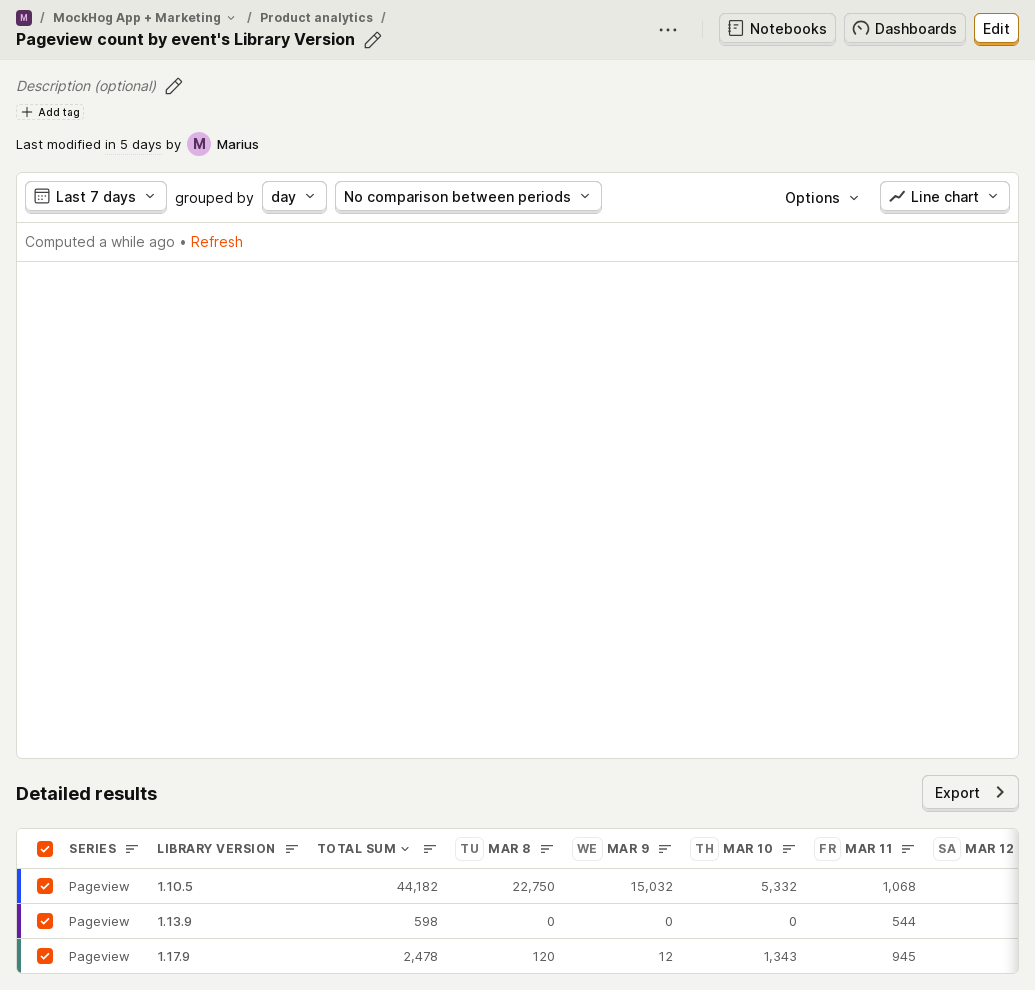 M / MockHog App + Marketing / Product analytics /
Pageview count by event's Library Version
Notebooks Dashboards Edit
Description (optional)
Add tag
Last modified in 5 days by M Marius
Last 7 days grouped by day No comparison between periods Options Line chart
Computed a while ago • Refresh
Detailed results
Export
SERIES LIBRARY VERSION TOTAL SUM TU MAR 8 WE MAR 9 TH MAR 10 FR MAR 11 SA MAR 12
Pageview 1.10.5 44,182 22,750 15,032 5,332 1,068
Pageview 1.13.9 598 0 0 0 544
Pageview 1.17.9 2,478 120 12 1,343 945